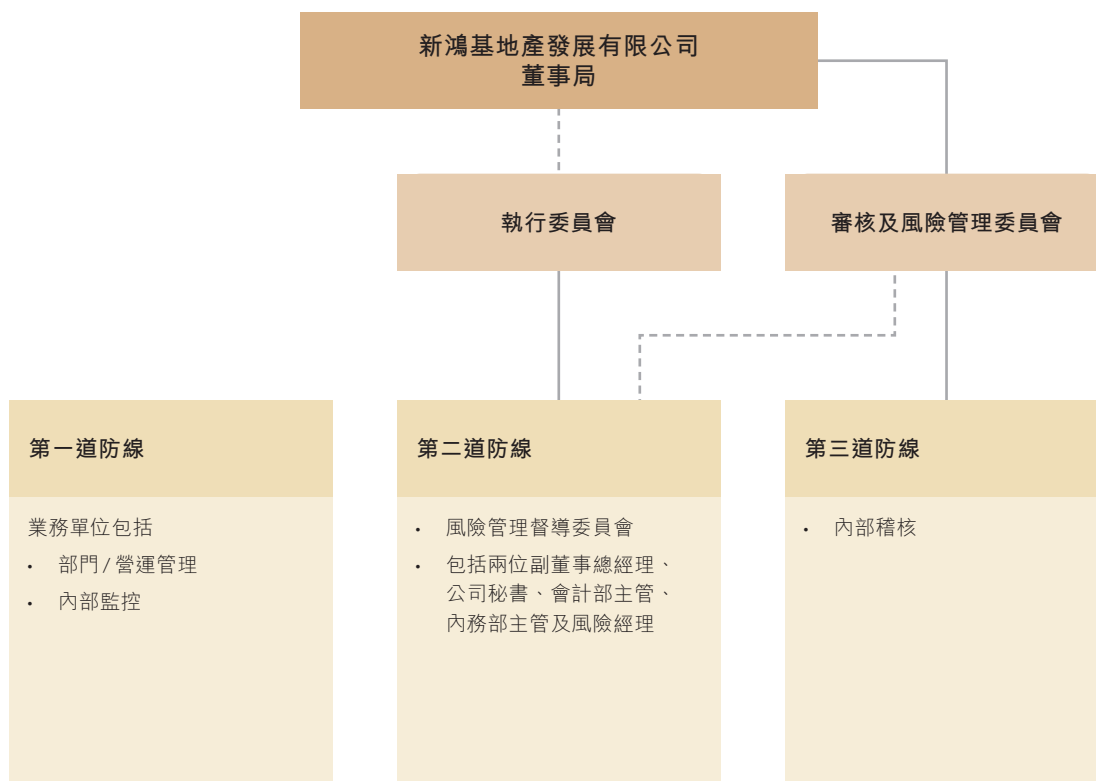 新鴻基地產發展有限公司
董事局
執行委員會
審核及風險管理委員會
第一道防線
業務單位包括
• 部門/營運管理
• 內部監控
第二道防線
• 風險管理督導委員會
• 包括兩位副董事總經理、
公司秘書、會計部主管、
內務部主管及風險經理
第三道防線
• 內部稽核